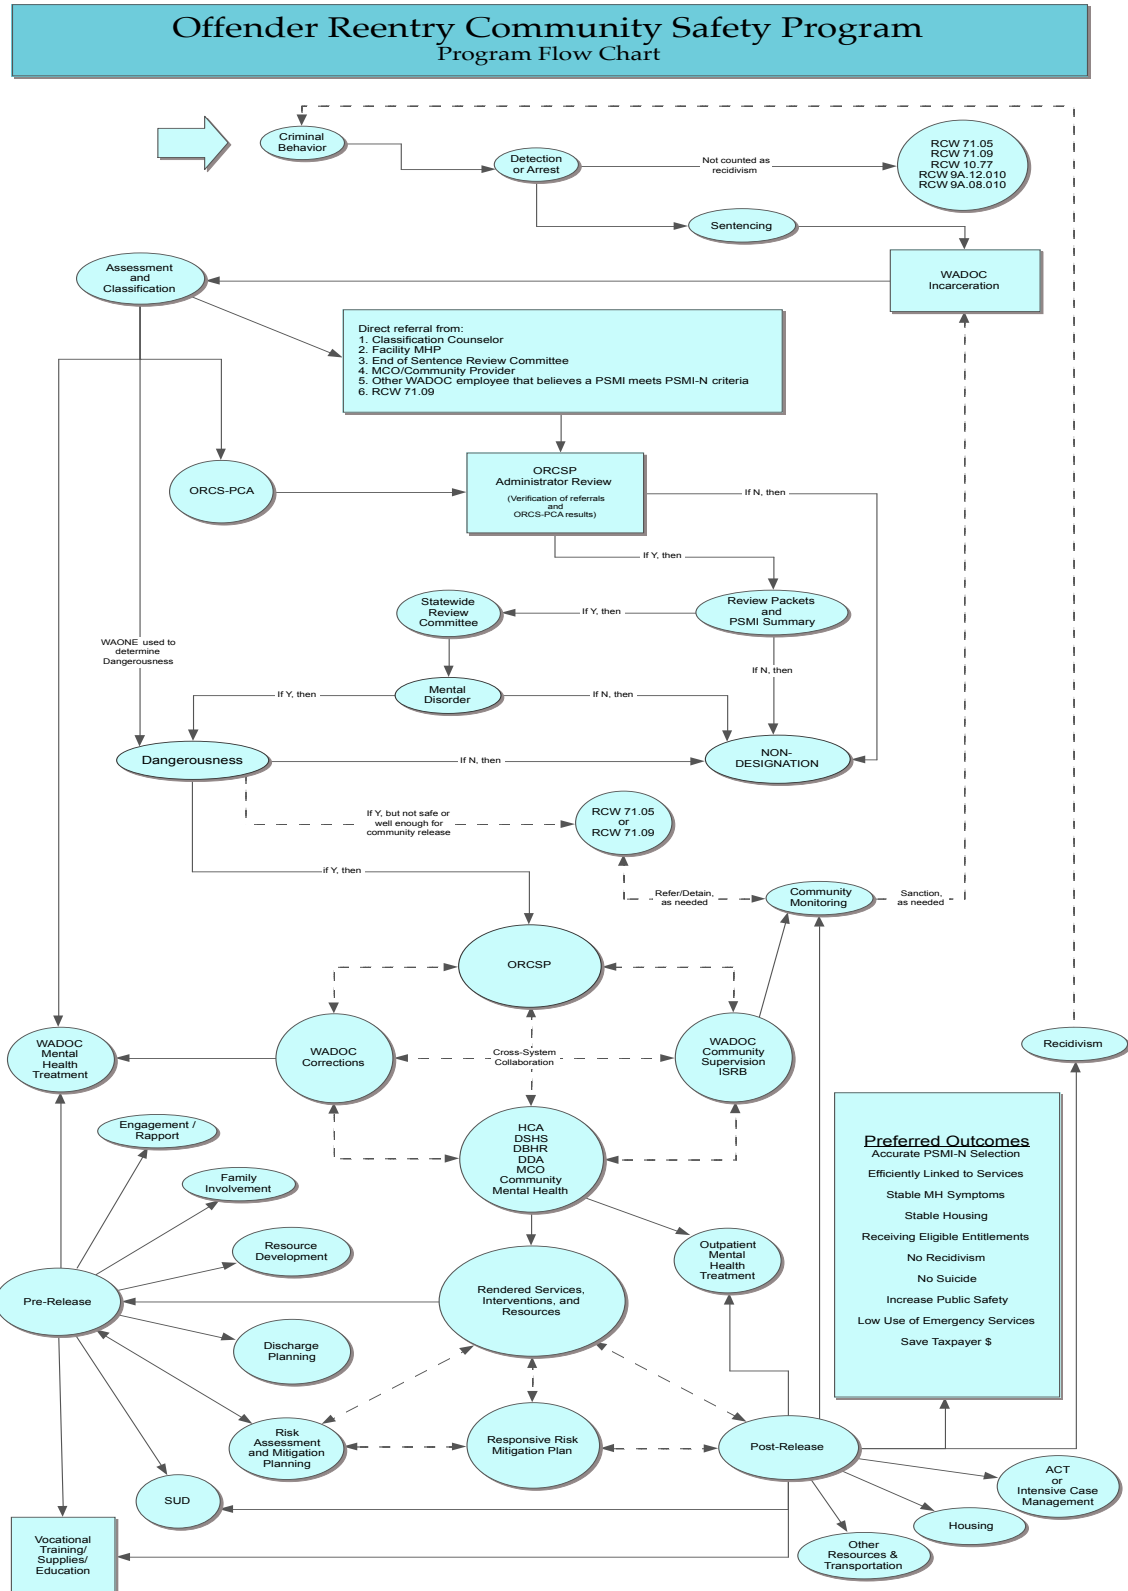 Offender Reentry Community Safety Program
Program Flow Chart
Criminal
Behavior
Detection
or Arrest
Not counted as
recidivism
RCW 71.05
RCW 71.09
RCW 10.77
RCW 9A.12.010
RCW 9A.08.010
Sentencing
Assessment
and
Classification
WADOC
Incarceration
Direct referral from:
1. Classification Counselor
2. Facility MHP
3. End of Sentence Review Committee
4. MCO/Community Provider
5. Other WADOC employee that believes a PSMI meets PSMI-N criteria
6. RCW 71.09
ORCS-PCA
ORCSP
Administrator Review
(Verification of referrals
and
ORCS-PCA results)
If N, then
If Y, then
Statewide
Review
Committee
If Y, then
Review Packets
and
PSMI Summary
WAONE used to
determine
Dangerousness
If N, then
If Y, then
Mental
Disorder
If N, then
Dangerousness
If N, then
NON-
DESIGNATION
If Y, but not safe or
well enough for
community release
RCW 71.05
or
RCW 71.09
if Y, then
Refer/Detain,
as needed
Community
Monitoring
Sanction,
as needed
ORCSP
WADOC
Mental
Health
Treatment
WADOC
Corrections
Cross-System
Collaboration
WADOC
Community
Supervision
ISRB
Recidivism
Engagement /
Rapport
HCA
DSHS
DBHR
DDA
MCO
Community
Mental Health
Preferred Outcomes
Accurate PSMI-N Selection
Efficiently Linked to Services
Stable MH Symptoms
Stable Housing
Receiving Eligible Entitlements
No Recidivism
No Suicide
Increase Public Safety
Low Use of Emergency Services
Save Taxpayer $
Family
Involvement
Resource
Development
Outpatient
Mental
Health
Treatment
Pre-Release
Rendered Services,
Interventions, and
Resources
Discharge
Planning
Risk
Assessment
and Mitigation
Planning
Responsive Risk
Mitigation Plan
Post-Release
SUD
ACT
or
Intensive Case
Management
Housing
Vocational
Training/
Supplies/
Education
Other
Resources &
Transportation